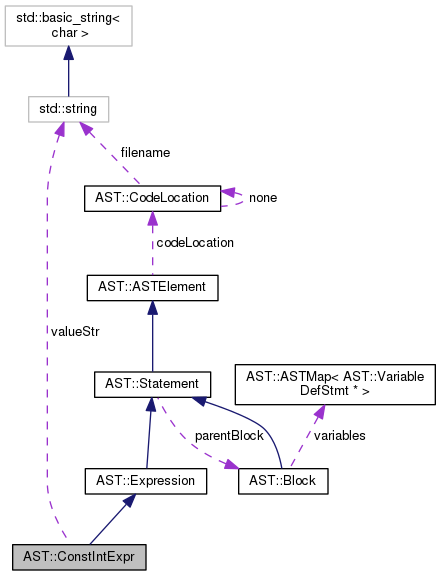 std::basic_string<
char >
std::string
filename
AST::CodeLocation
none
codeLocation
AST::ASTElement
valueStr
AST::ASTMap< AST::Variable
DefStmt * >
AST::Statement
parentBlock
variables
AST::Expression
AST::Block
AST::ConstIntExpr